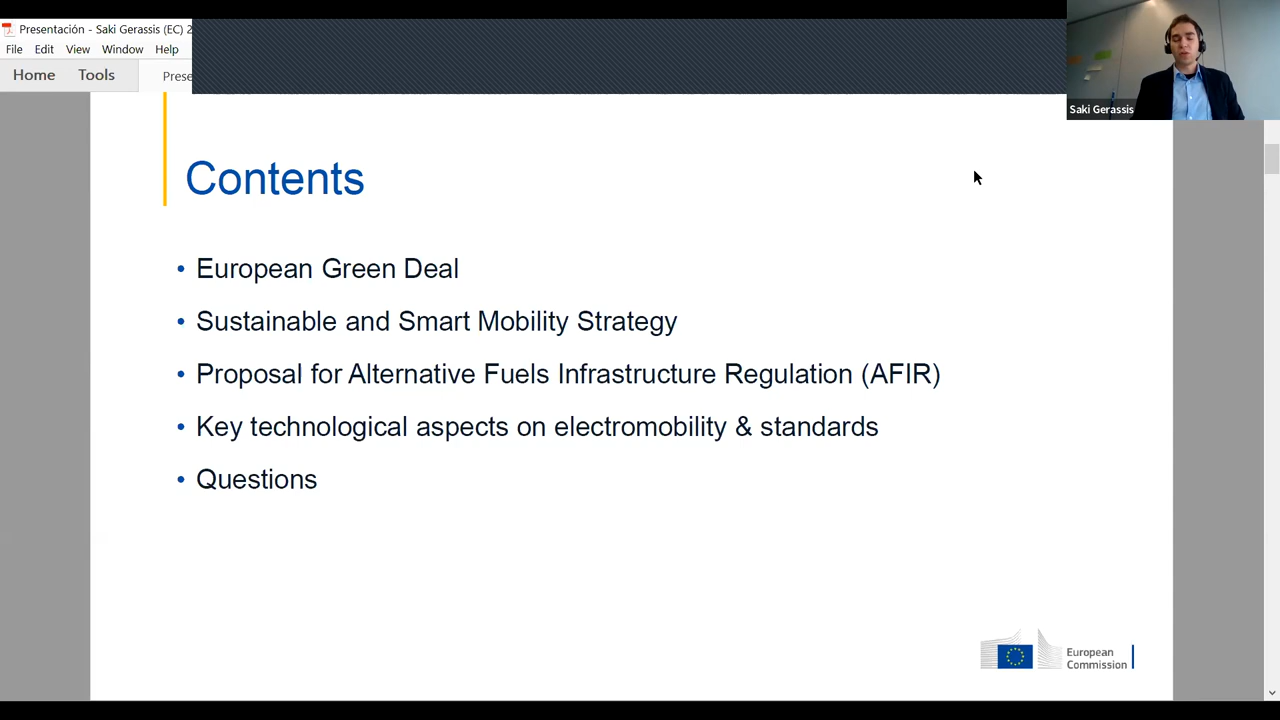 Presentación - Saki Gerassis (EC) 2
File Edit View Window Help
Home Tools Prese
Saki Gerassis
Contents
• European Green Deal
• Sustainable and Smart Mobility Strategy
• Proposal for Alternative Fuels Infrastructure Regulation (AFIR)
• Key technological aspects on electromobility & standards
• Questions
European
Commission